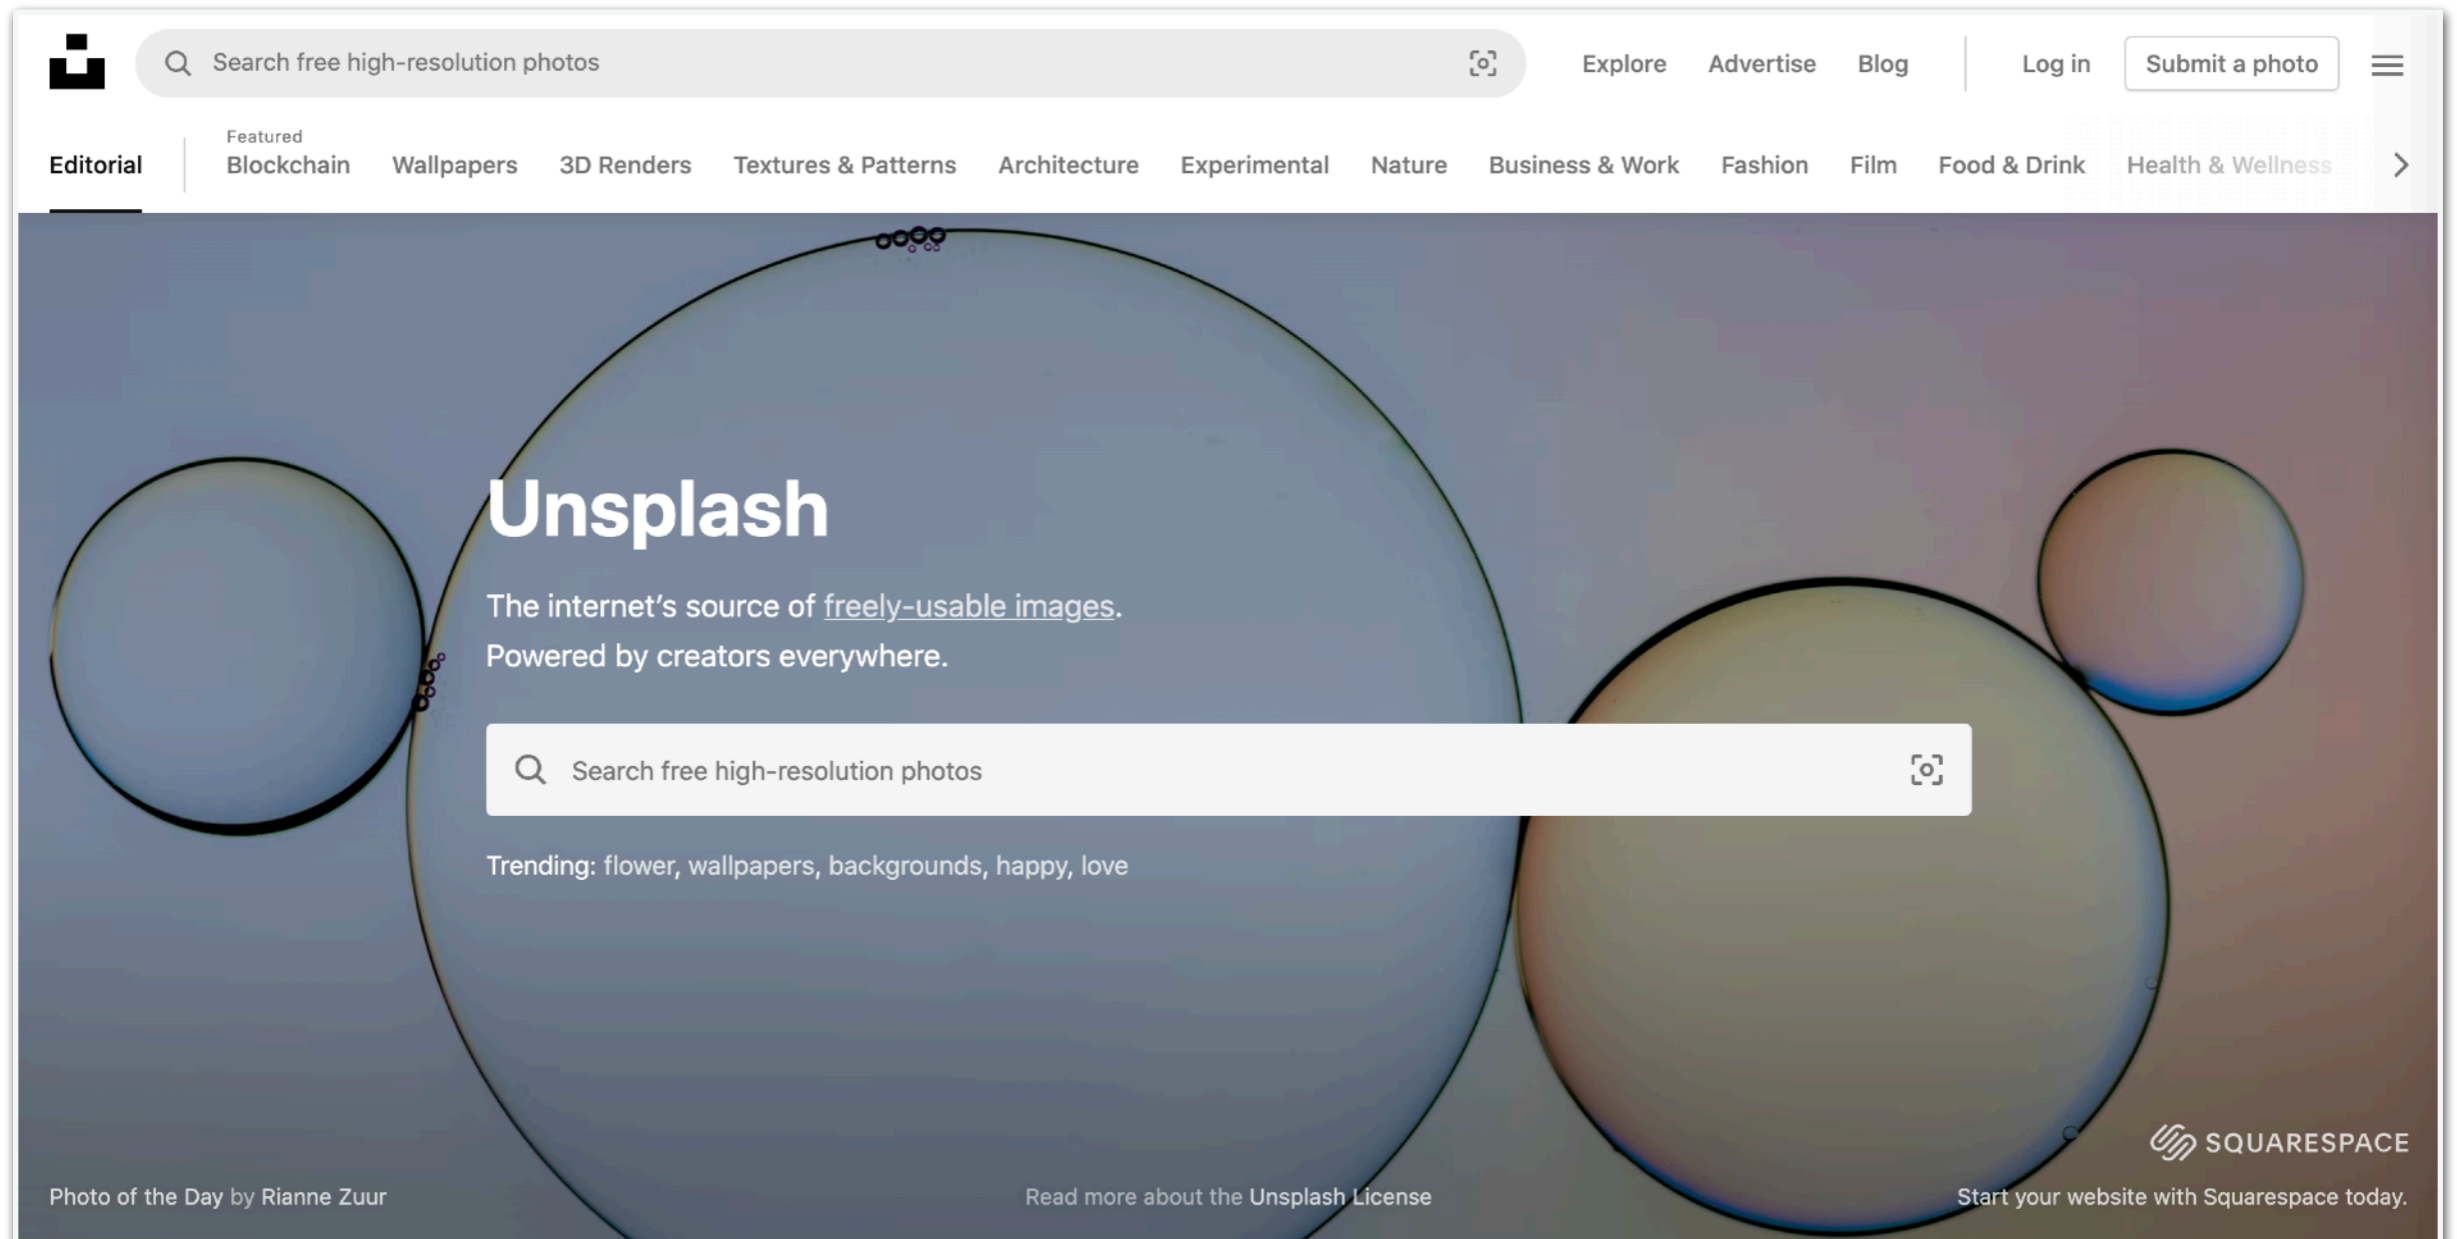 Search free high-resolution photos
Explore Advertise Blog Log in Submit a photo
Featured
Editorial Blockchain Wallpapers 3D Renders Textures & Patterns Architecture Experimental Nature Business & Work Fashion Film Food & Drink Health & Wellness
Unsplash
The internet’s source of freely-usable images.
Powered by creators everywhere.
Search free high-resolution photos
Trending: flower, wallpapers, backgrounds, happy, love
SQUARESPACE
Photo of the Day by Rianne Zuur
Read more about the Unsplash License
Start your website with Squarespace today.